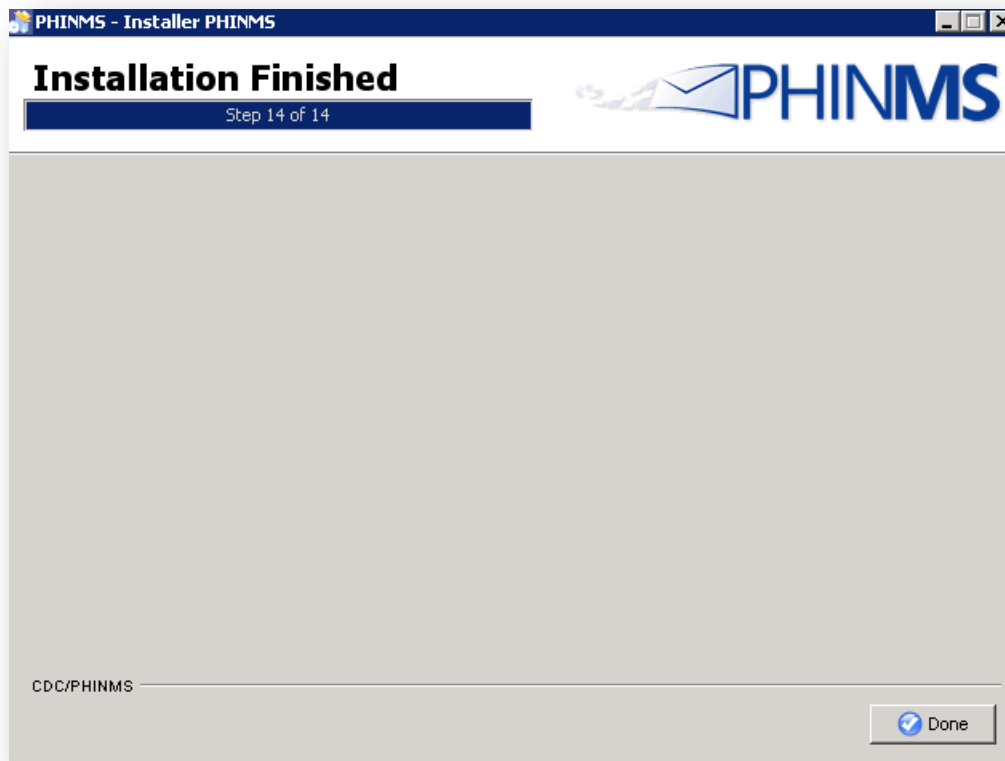 PHINMS - Installer PHINMS
Installation Finished
PHINMS
Step 14 of 14
CDC/PHINMS
Done